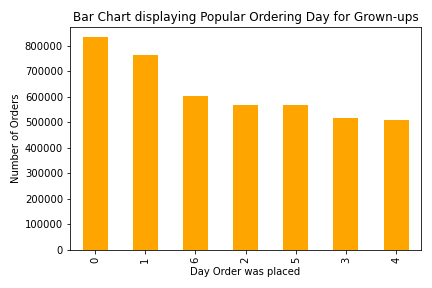 Bar Chart displaying Popular Ordering Day for Grown-ups
Number of Orders
800000
700000
600000
500000
400000
300000
200000
100000
0
0 1 6 2 5 3 4
Day Order was placed